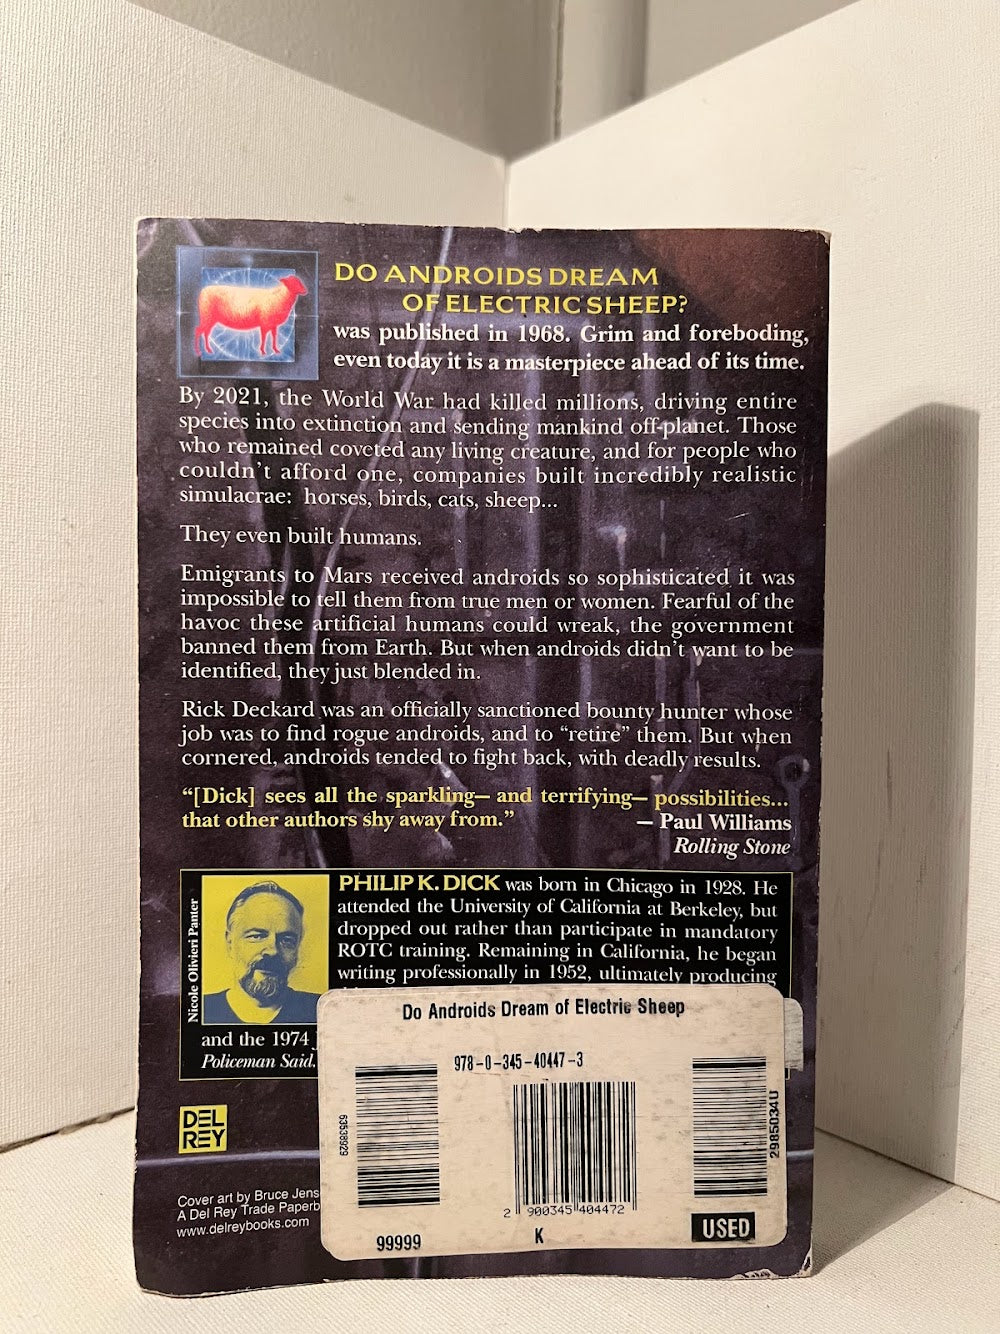 DO ANDROIDS DREAM
OF ELECTRIC SHEEP?
was published in 1968. Grim and foreboding,
even today it is a masterpiece ahead of its time.
By 2021, the World War had killed millions, driving entire
species into extinction and sending mankind off-planet. Those
who remained coveted any living creature, and for people who
couldn't afford one, companies built incredibly realistic
simulacrae: horses, birds, cats, sheep...
They even built humans.
Emigrants to Mars received androids so sophisticated it was
impossible to tell them from true men or women. Fearful of the
havoc these artificial humans could wreak, the government
banned them from Earth. But when androids didn't want to be
identified, they just blended in.
Rick Deckard was an officially sanctioned bounty hunter whose
job was to find rogue androids, and to "retire" them. But when
cornered, androids tended to fight back, with deadly results.
"[Dick] sees all the sparkling— and terrifying— possibilities...
that other authors shy away from."
— Paul Williams
Rolling Stone
Nicole Olivieri Panter
PHILIP K. DICK was born in Chicago in 1928. He
attended the University of California at Berkeley, but
dropped out rather than participate in mandatory
ROTC training. Remaining in California, he began
writing professionally in 1952, ultimately producing
and the 1974
Policeman Said.
Do Androids Dream of Electric Sheep
978-0-345-40447-3
63538929
2985034U
2 900345 404472
99999
K
USED
DEL
REY
Cover art by Bruce
A Del Rey Trade
www.delreybooks.com